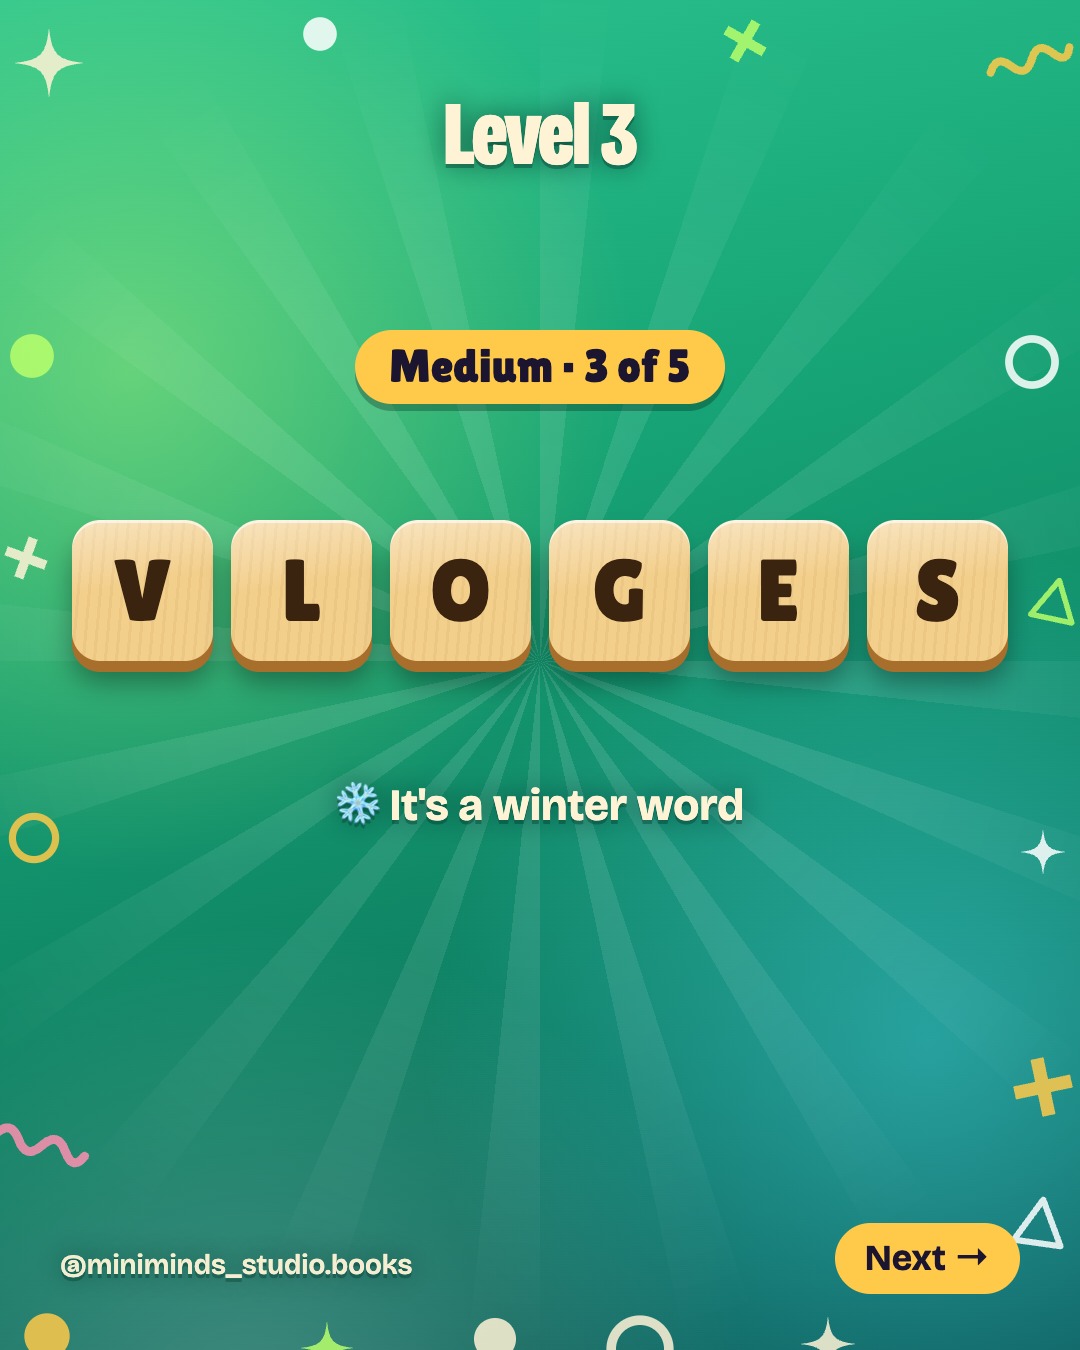 Level 3
Medium · 3 of 5
V L O G E S
❄️ It's a winter word
@miniminds_studio.books
Next →